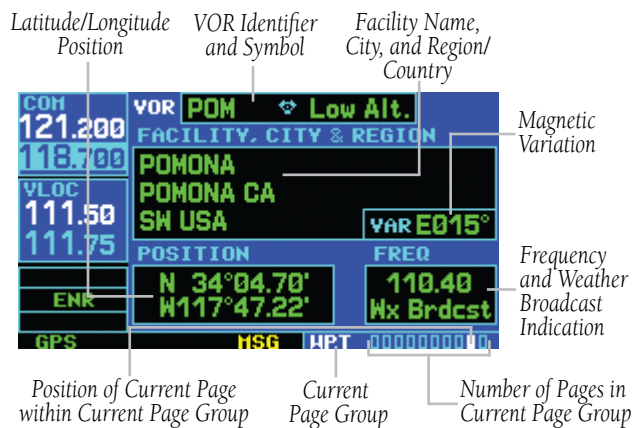 Latitude/Longitude
Position
VOR Identifier
and Symbol
Facility Name,
City, and Region/
Country
COM
121.200
118.700
VLOC
111.50
111.75
ENR
GPS
VOR POM Low Alt.
FACILITY, CITY & REGION
POMONA
POMONA CA
SW USA
VAR E015°
POSITION
N 34°04.70'
W117°47.22'
FREQ
110.40
Wx Brdcst
MSG WPT
Magnetic
Variation
Frequency
and Weather
Broadcast
Indication
Position of Current Page
within Current Page Group
Current
Page Group
Number of Pages in
Current Page Group